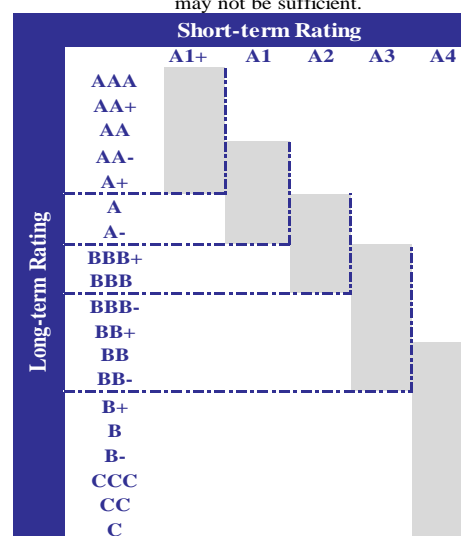 may not be sufficient.
Short-term Rating
A1+ A1 A2 A3 A4
Long-term Rating
AAA
AA+
AA
AA-
A+
A
A-
BBB+
BBB
BBB-
BB+
BB
BB-
B+
B
B-
CCC
CC
C